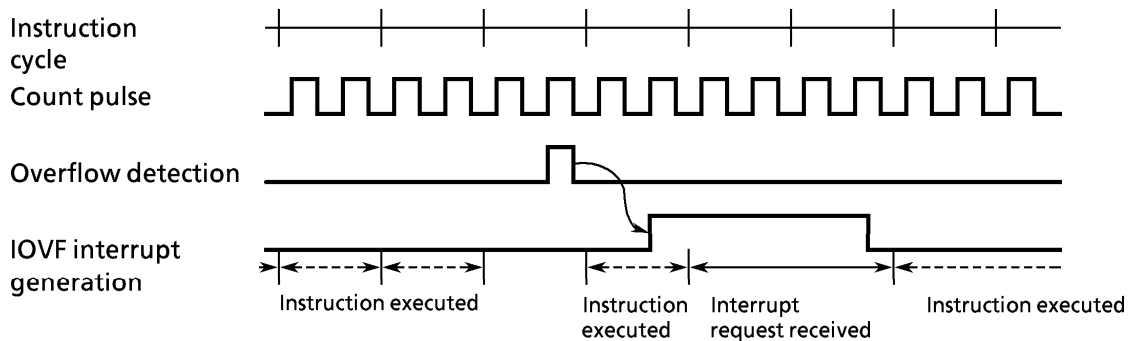 Instruction
cycle
Count pulse
Overflow detection
IOVF interrupt
generation
Instruction executed
Instruction
executed
Interrupt
request received
Instruction executed